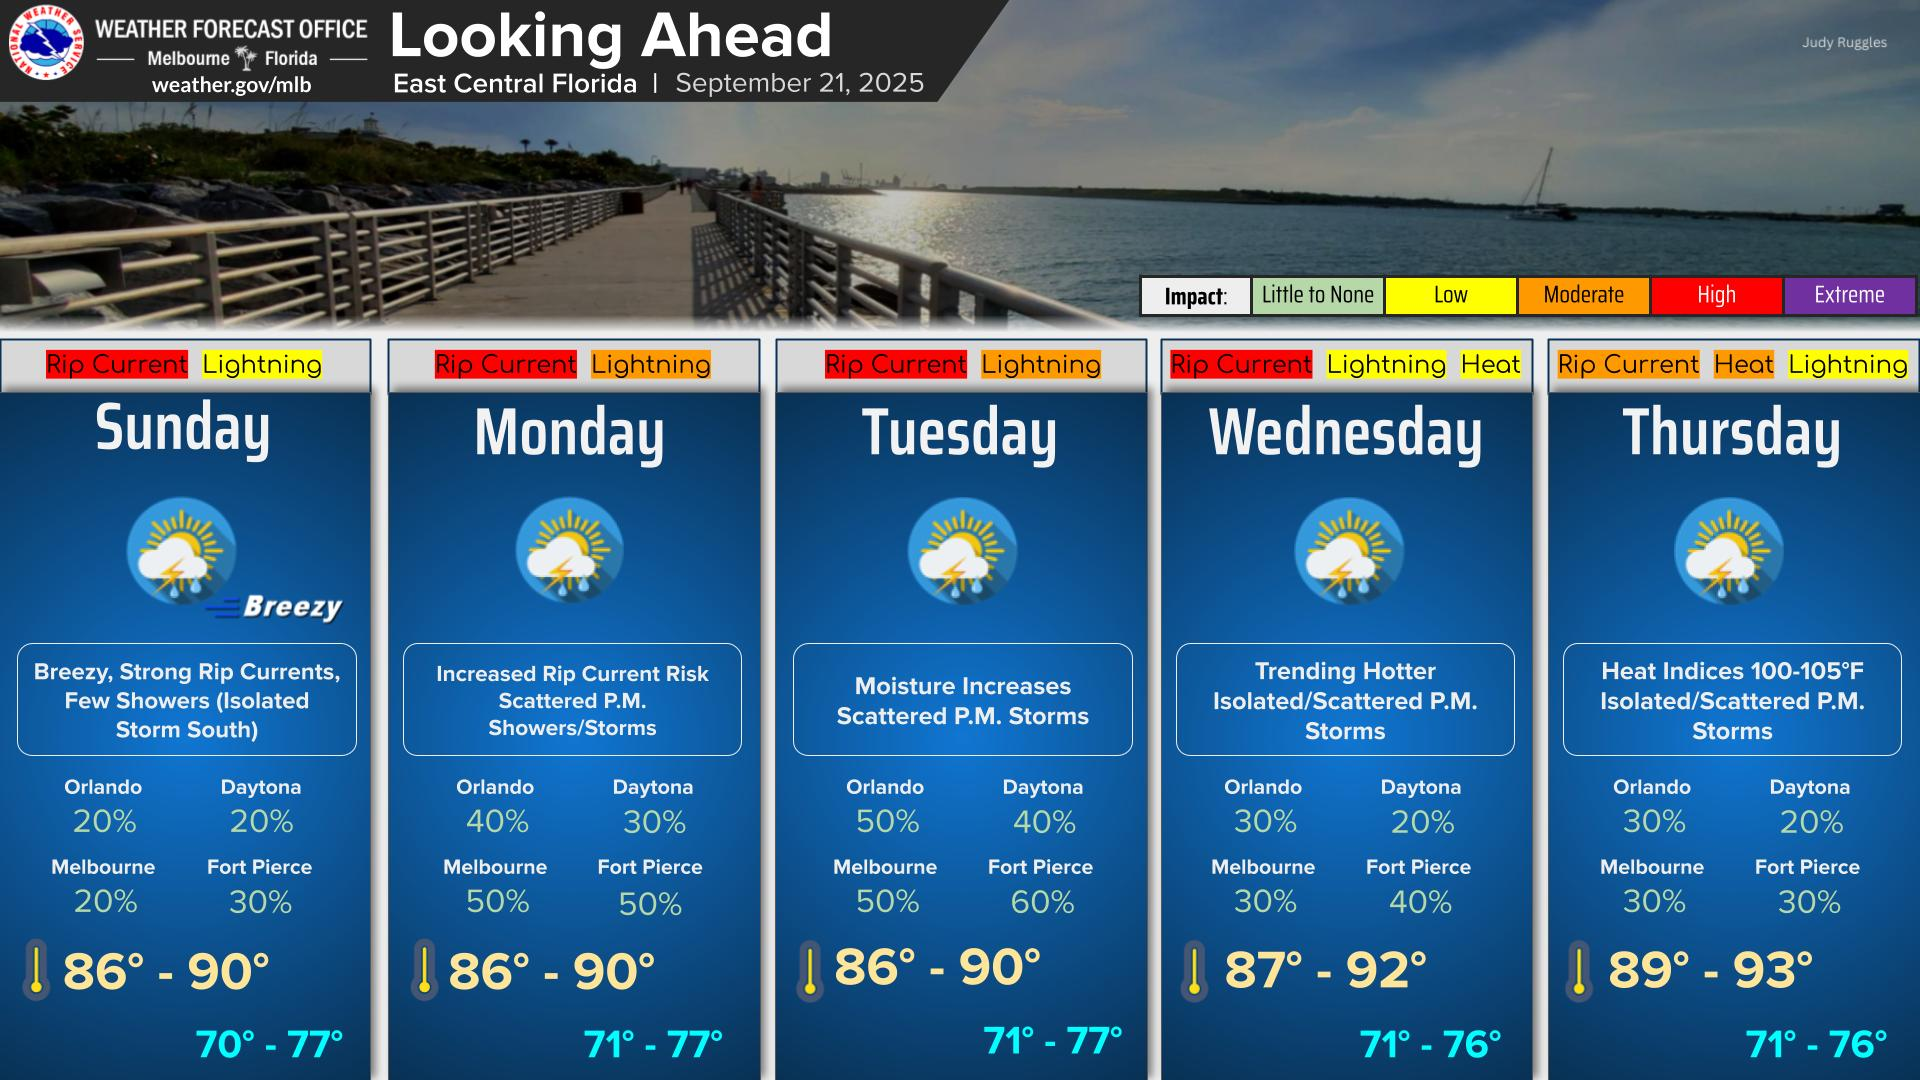 NATIONAL WEATHER SERVICE
WEATHER FORECAST OFFICE
Melbourne Florida
weather.gov/mlb
Looking Ahead
East Central Florida | September 21, 2025
Judy Ruggles
Impact: Little to None Low Moderate High Extreme
Rip Current Lightning
Sunday
Breezy
Breezy, Strong Rip Currents,
Few Showers (Isolated
Storm South)
Orlando Daytona
20% 20%
Melbourne Fort Pierce
20% 30%
86° - 90°
70° - 77°
Rip Current Lightning
Monday
Increased Rip Current Risk
Scattered P.M.
Showers/Storms
Orlando Daytona
40% 30%
Melbourne Fort Pierce
50% 50%
86° - 90°
71° - 77°
Rip Current Lightning
Tuesday
Moisture Increases
Scattered P.M. Storms
Orlando Daytona
50% 40%
Melbourne Fort Pierce
50% 60%
86° - 90°
71° - 77°
Rip Current Lightning Heat
Wednesday
Trending Hotter
Isolated/Scattered P.M.
Storms
Orlando Daytona
30% 20%
Melbourne Fort Pierce
30% 40%
87° - 92°
71° - 76°
Rip Current Heat Lightning
Thursday
Heat Indices 100-105°F
Isolated/Scattered P.M.
Storms
Orlando Daytona
30% 20%
Melbourne Fort Pierce
30% 30%
89° - 93°
71° - 76°